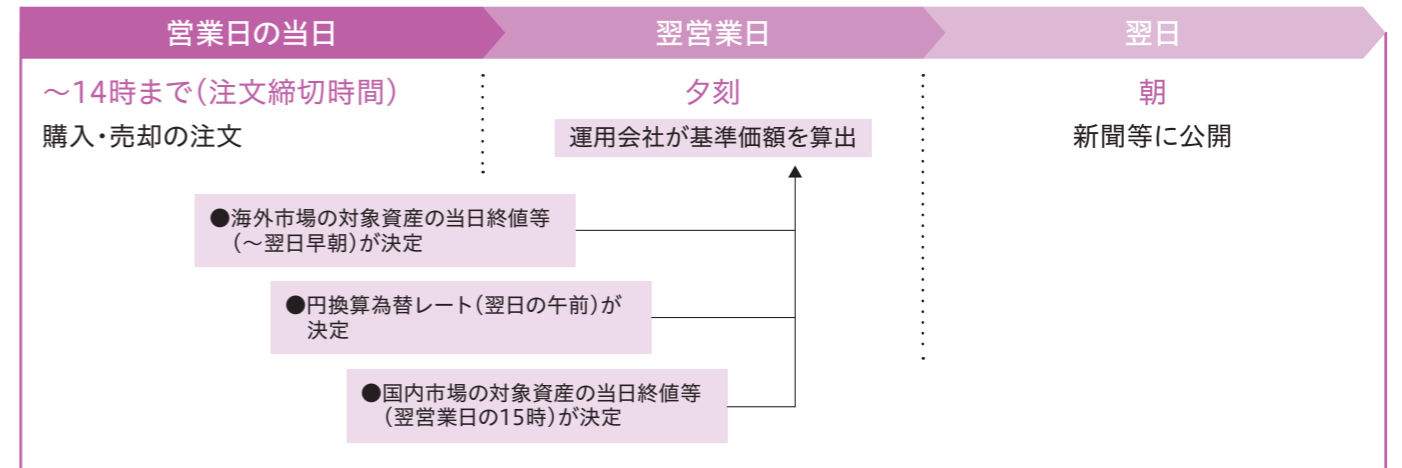 営業日の当日
翌営業日
翌日
～14時まで（注文締切時間）
購入・売却の注文
夕刻
運用会社が基準価額を算出
朝
新聞等に公開
●海外市場の対象資産の当日終値等
（～翌日早朝）が決定
●円換算為替レート（翌日の午前）が
決定
●国内市場の対象資産の当日終値等
（翌営業日の15時）が決定